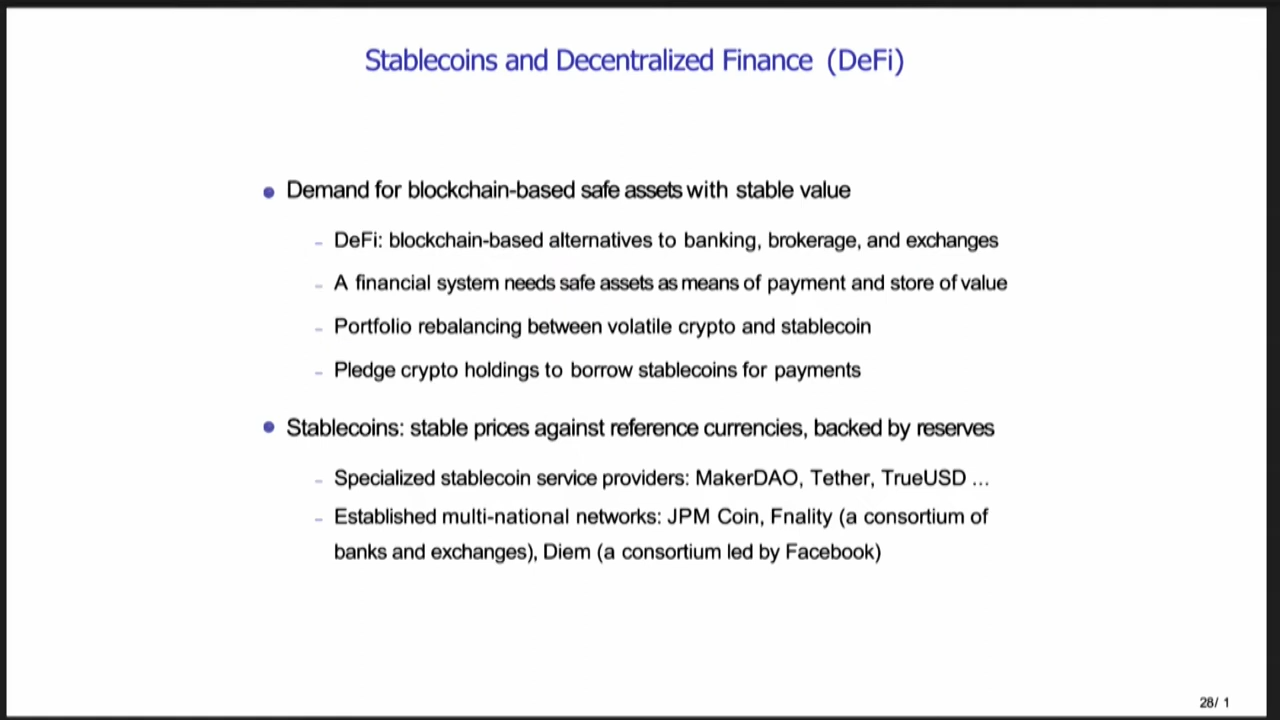 Stablecoins and Decentralized Finance (DeFi)
Demand for blockchain-based safe assets with stable value
- DeFi: blockchain-based alternatives to banking, brokerage, and exchanges
- A financial system needs safe assets as means of payment and store of value
- Portfolio rebalancing between volatile crypto and stablecoin
- Pledge crypto holdings to borrow stablecoins for payments
Stablecoins: stable prices against reference currencies, backed by reserves
- Specialized stablecoin service providers: MakerDAO, Tether, TrueUSD ...
- Established multi-national networks: JPM Coin, Fnality (a consortium of
banks and exchanges), Diem (a consortium led by Facebook)
28/ 1